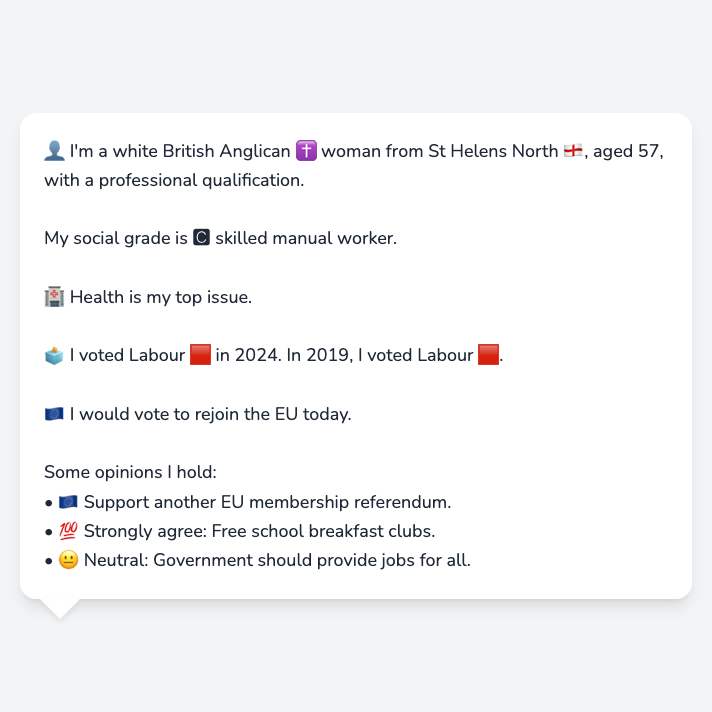 👤 I'm a white British Anglican ✝️ woman from St Helens North 🏴󠁧󠁢󠁥󠁮󠁧󠁿, aged 57,
with a professional qualification.
My social grade is 🅲 skilled manual worker.
🏥 Health is my top issue.
🗳️ I voted Labour 🟥 in 2024. In 2019, I voted Labour 🟥.
🇪🇺 I would vote to rejoin the EU today.
Some opinions I hold:
• 🇪🇺 Support another EU membership referendum.
• 💯 Strongly agree: Free school breakfast clubs.
• 😐 Neutral: Government should provide jobs for all.